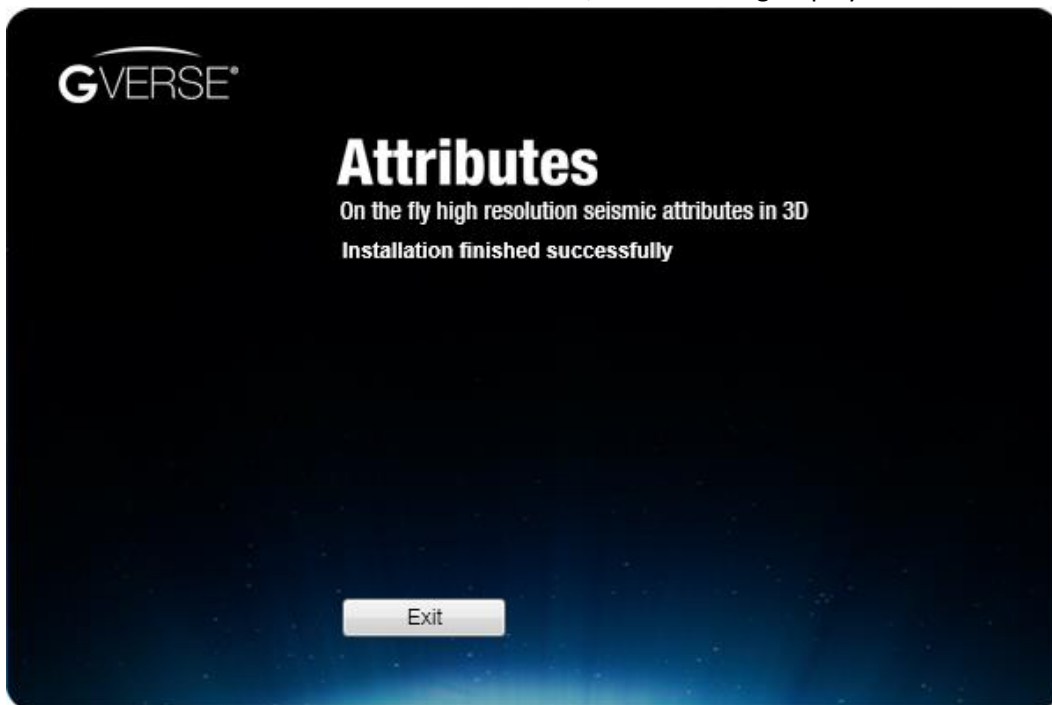 GVERSE®
Attributes
On the fly high resolution seismic attributes in 3D
Installation finished successfully
Exit